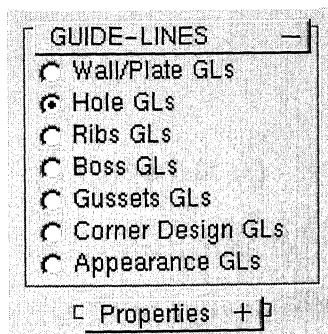 GUIDE-LINES –
Wall/Plate GLs
Hole GLs
Ribs GLs
Boss GLs
Gussets GLs
Corner Design GLs
Appearance GLs
Properties +